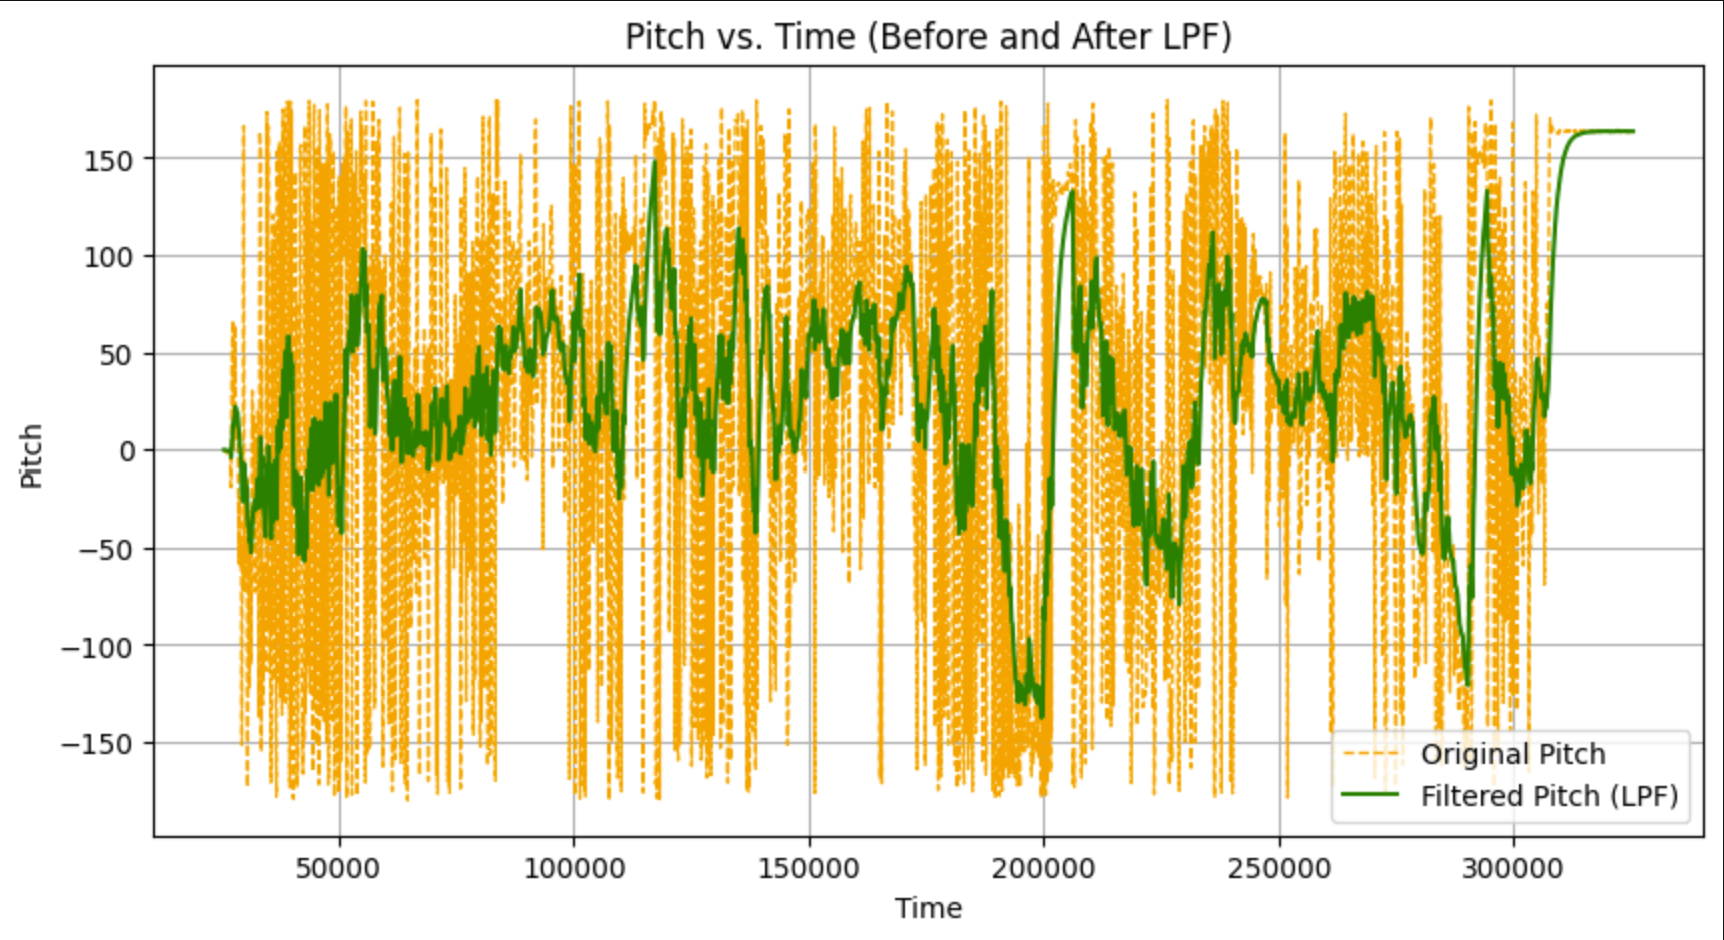 Pitch vs. Time (Before and After LPF)
150
100
50
0
−50
−100
−150
Pitch
50000 100000 150000 200000 250000 300000
Time
Original Pitch
Filtered Pitch (LPF)